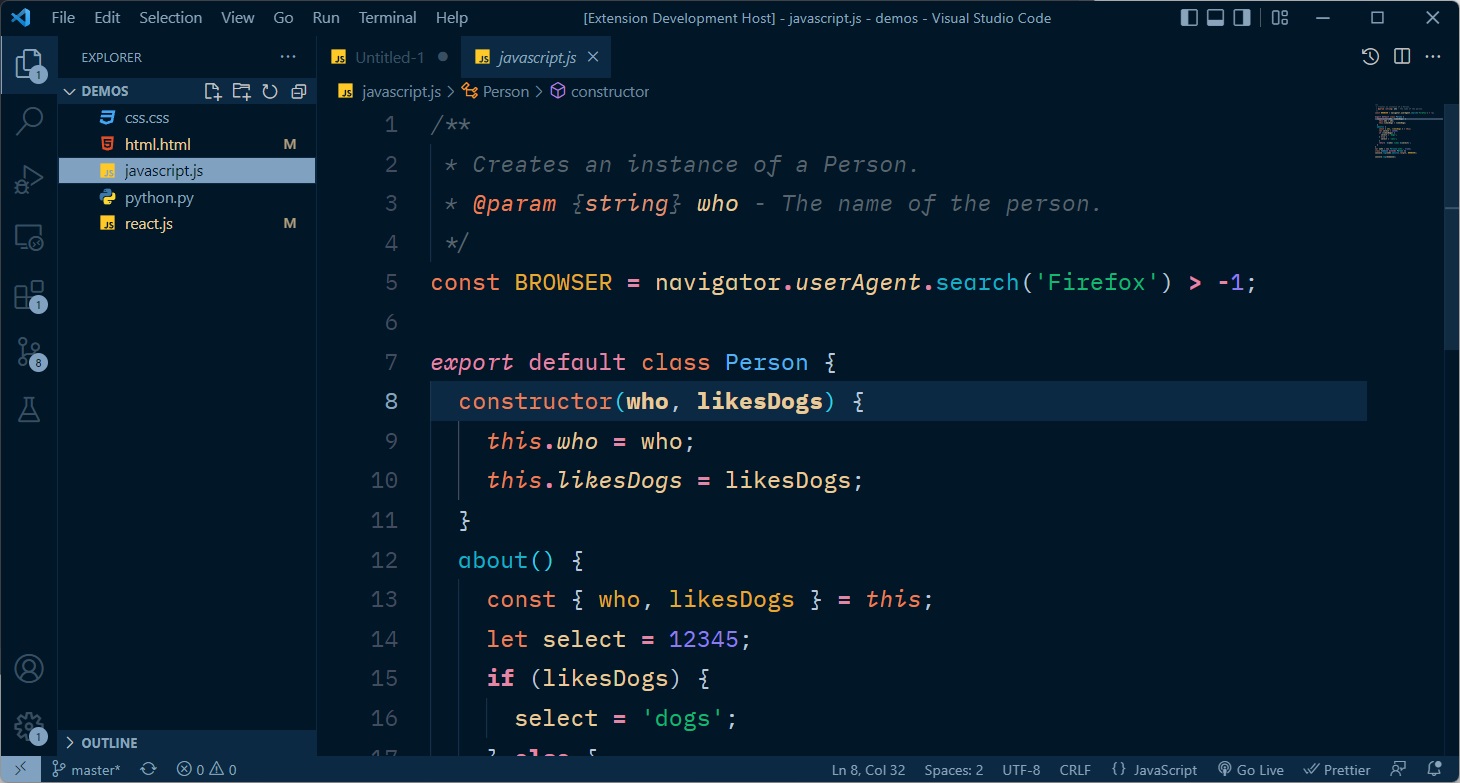 File Edit Selection View Go Run Terminal Help [Extension Development Host] - javascript.js - demos - Visual Studio Code
EXPLORER
DEMOS
css.css
html.html M
javascript.js
python.py
react.js M
OUTLINE
1
1
8
1
JS Untitled-1 JS javascript.js
JS javascript.js > Person > constructor
1 /**
2 * Creates an instance of a Person.
3 * @param {string} who - The name of the person.
4 */
5 const BROWSER = navigator.userAgent.search('Firefox') > -1;
6
7 export default class Person {
8 constructor(who, likesDogs) {
9 this.who = who;
10 this.likesDogs = likesDogs;
11 }
12 about() {
13 const { who, likesDogs } = this;
14 let select = 12345;
15 if (likesDogs) {
16 select = 'dogs';
17 } else {
master* 0 0 Ln 8, Col 32 Spaces: 2 UTF-8 CRLF {} JavaScript Go Live Prettier